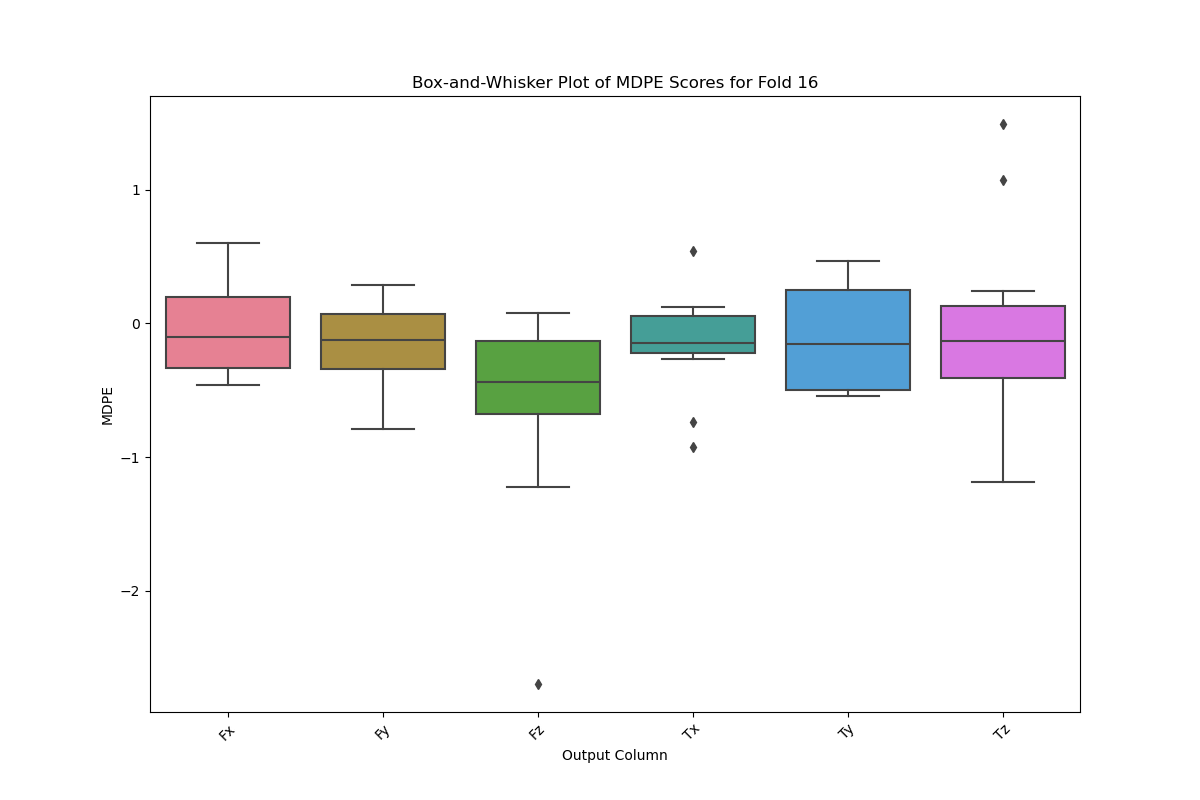 Box-and-Whisker Plot of MDPE Scores for Fold 16
MDPE
1
0
−1
−2
Fx
Fy
Fz
Tx
Ty
Tz
Output Column